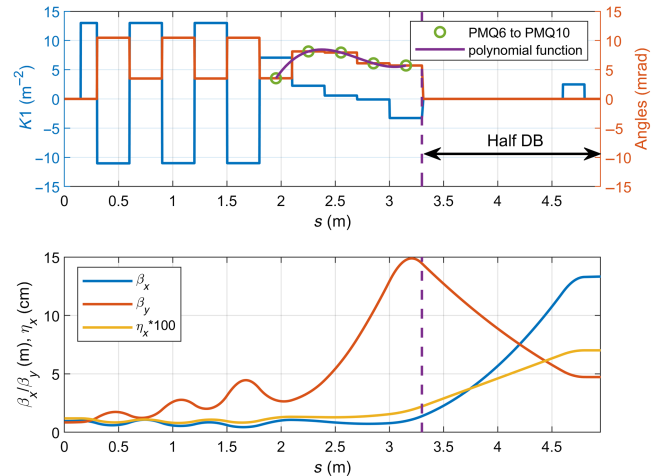 15
10
5
0
−5
−10
−15
K1 (m⁻²)
PMQ6 to PMQ10
polynomial function
Half DB
15
10
5
0
5
10
15
Angles (mrad)
0 0.5 1 1.5 2 2.5 3 3.5 4 4.5
s (m)
15
10
5
0
βₓ/βᵧ (m), ηₓ (cm)
βₓ
βᵧ
ηₓ*100
0 0.5 1 1.5 2 2.5 3 3.5 4 4.5
s (m)